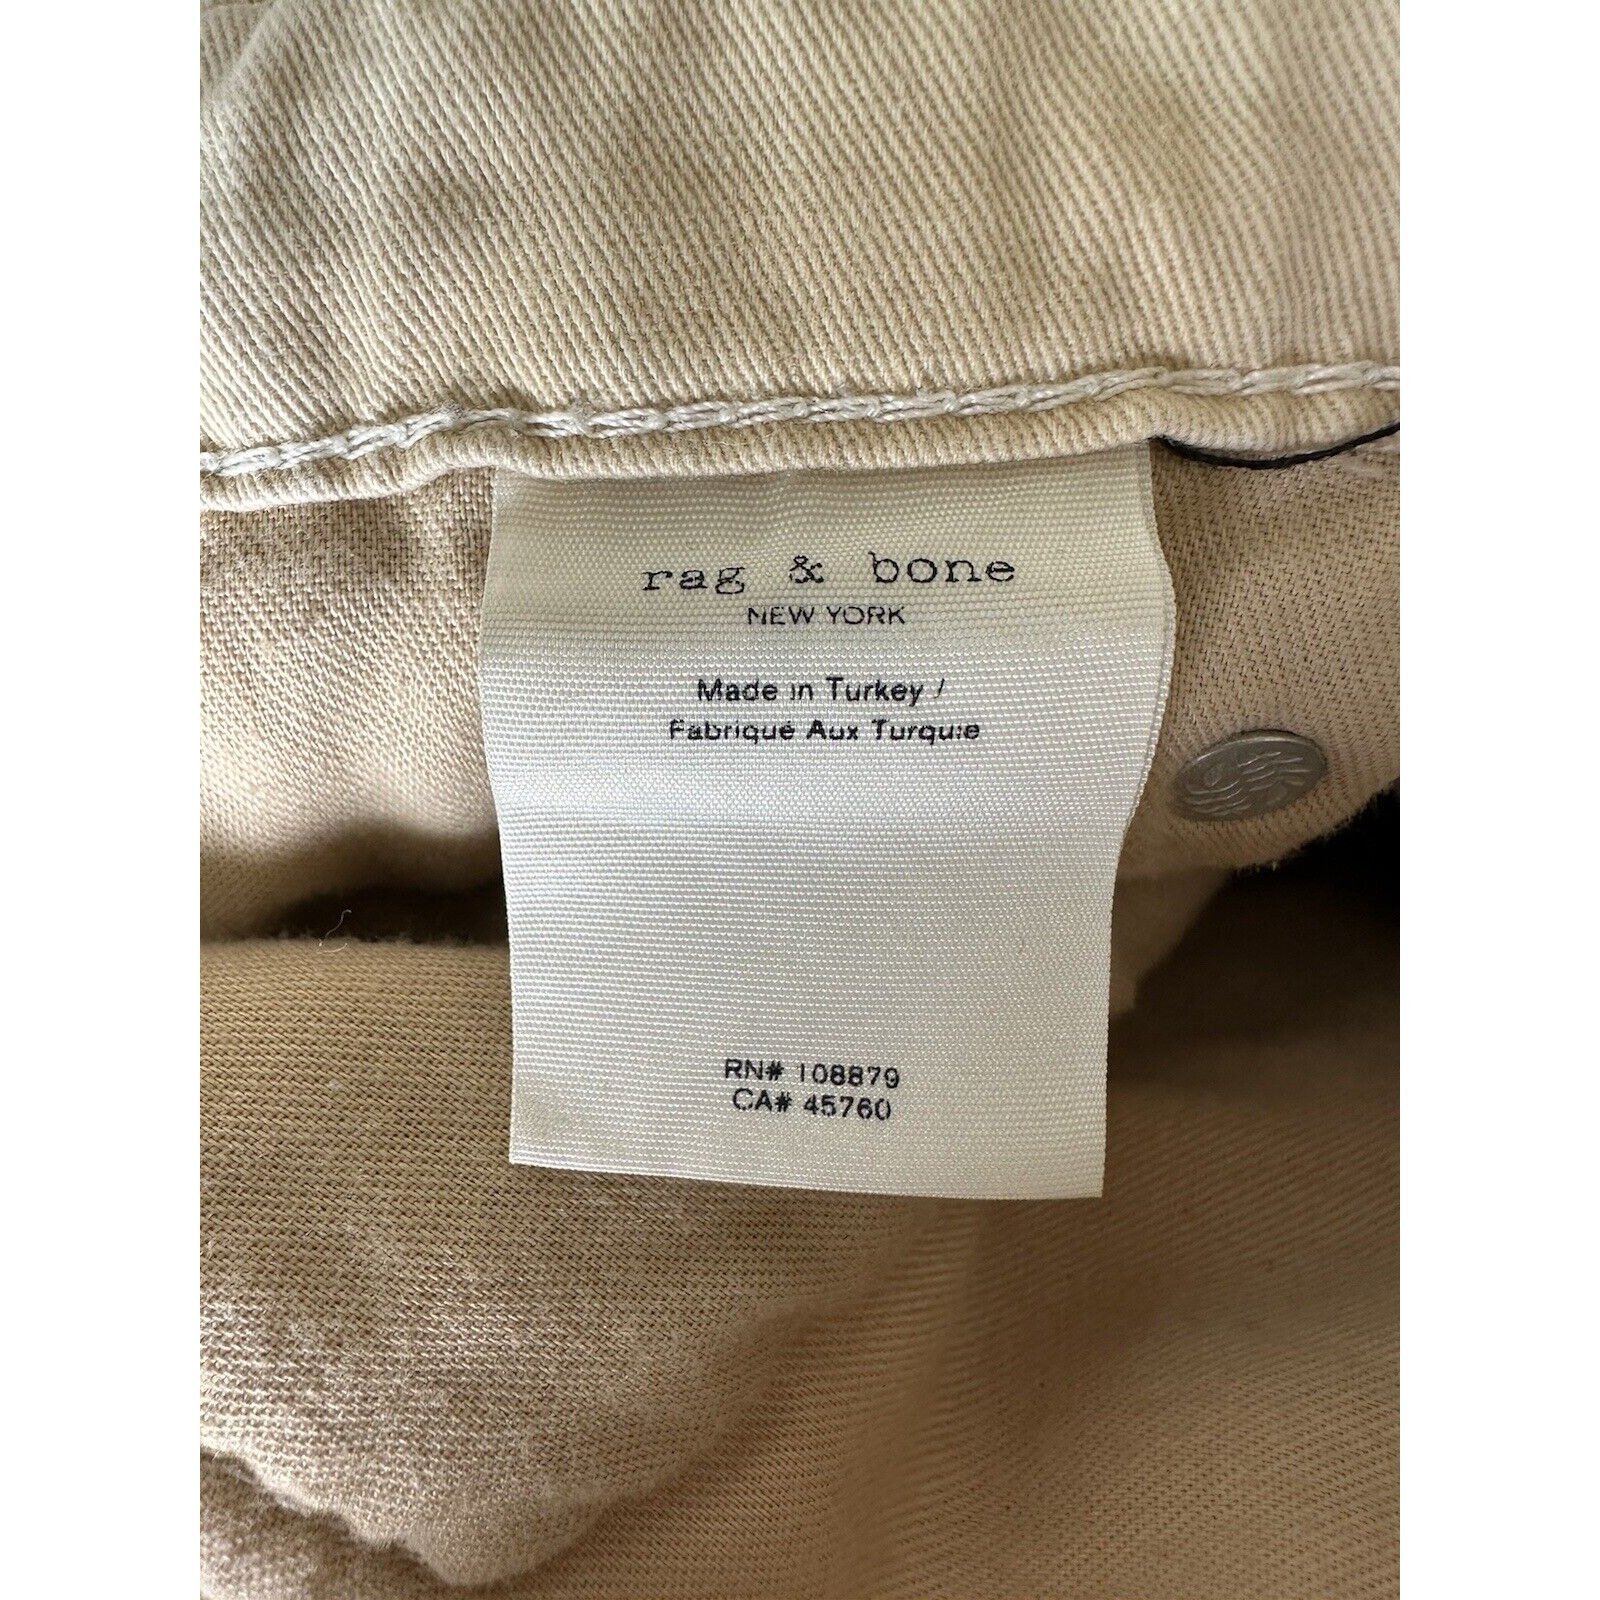 rag & bone
NEW YORK
Made in Turkey /
Fabriqué Aux Turquie
RN# 108879
CA# 45760